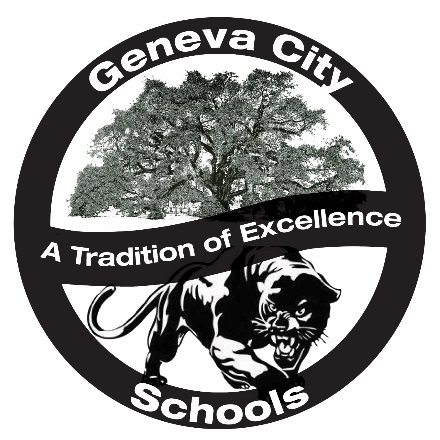 Geneva City
A Tradition of Excellence
Schools